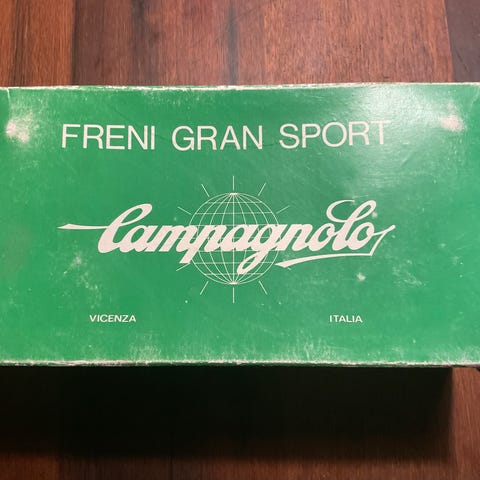 FRENI GRAN SPORT
Campagnolo
VICENZA ITALIA